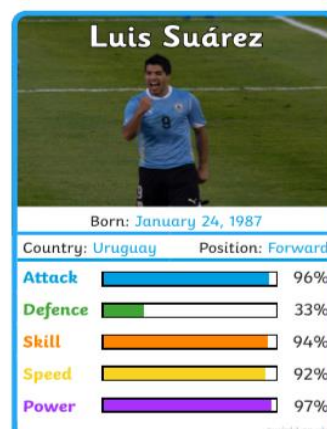 Luis Suárez
9
Born: January 24, 1987
Country: Uruguay Position: Forward
Attack 96%
Defence 33%
Skill 94%
Speed 92%
Power 97%